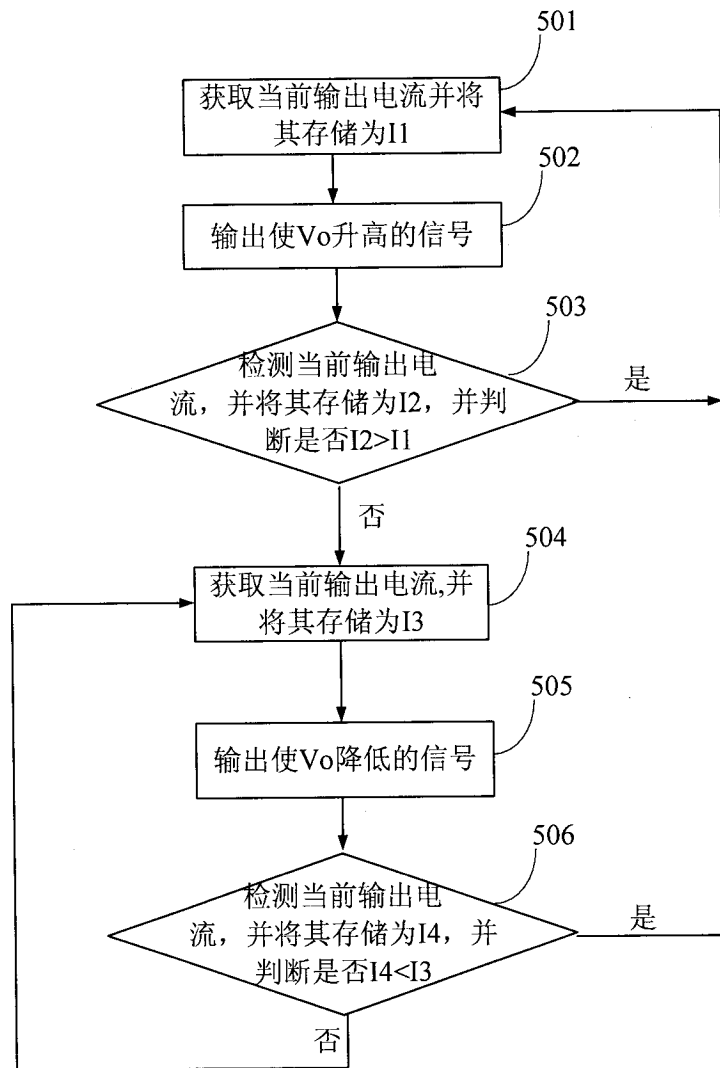 501
获取当前输出电流并将
其存储为I1
502
输出使Vo升高的信号
503
检测当前输出电
流，并将其存储为I2，并判
断是否I2>I1
是
否
504
获取当前输出电流,并
将其存储为I3
505
输出使Vo降低的信号
506
检测当前输出电
流，并将其存储为I4，并
判断是否I4<I3
是
否